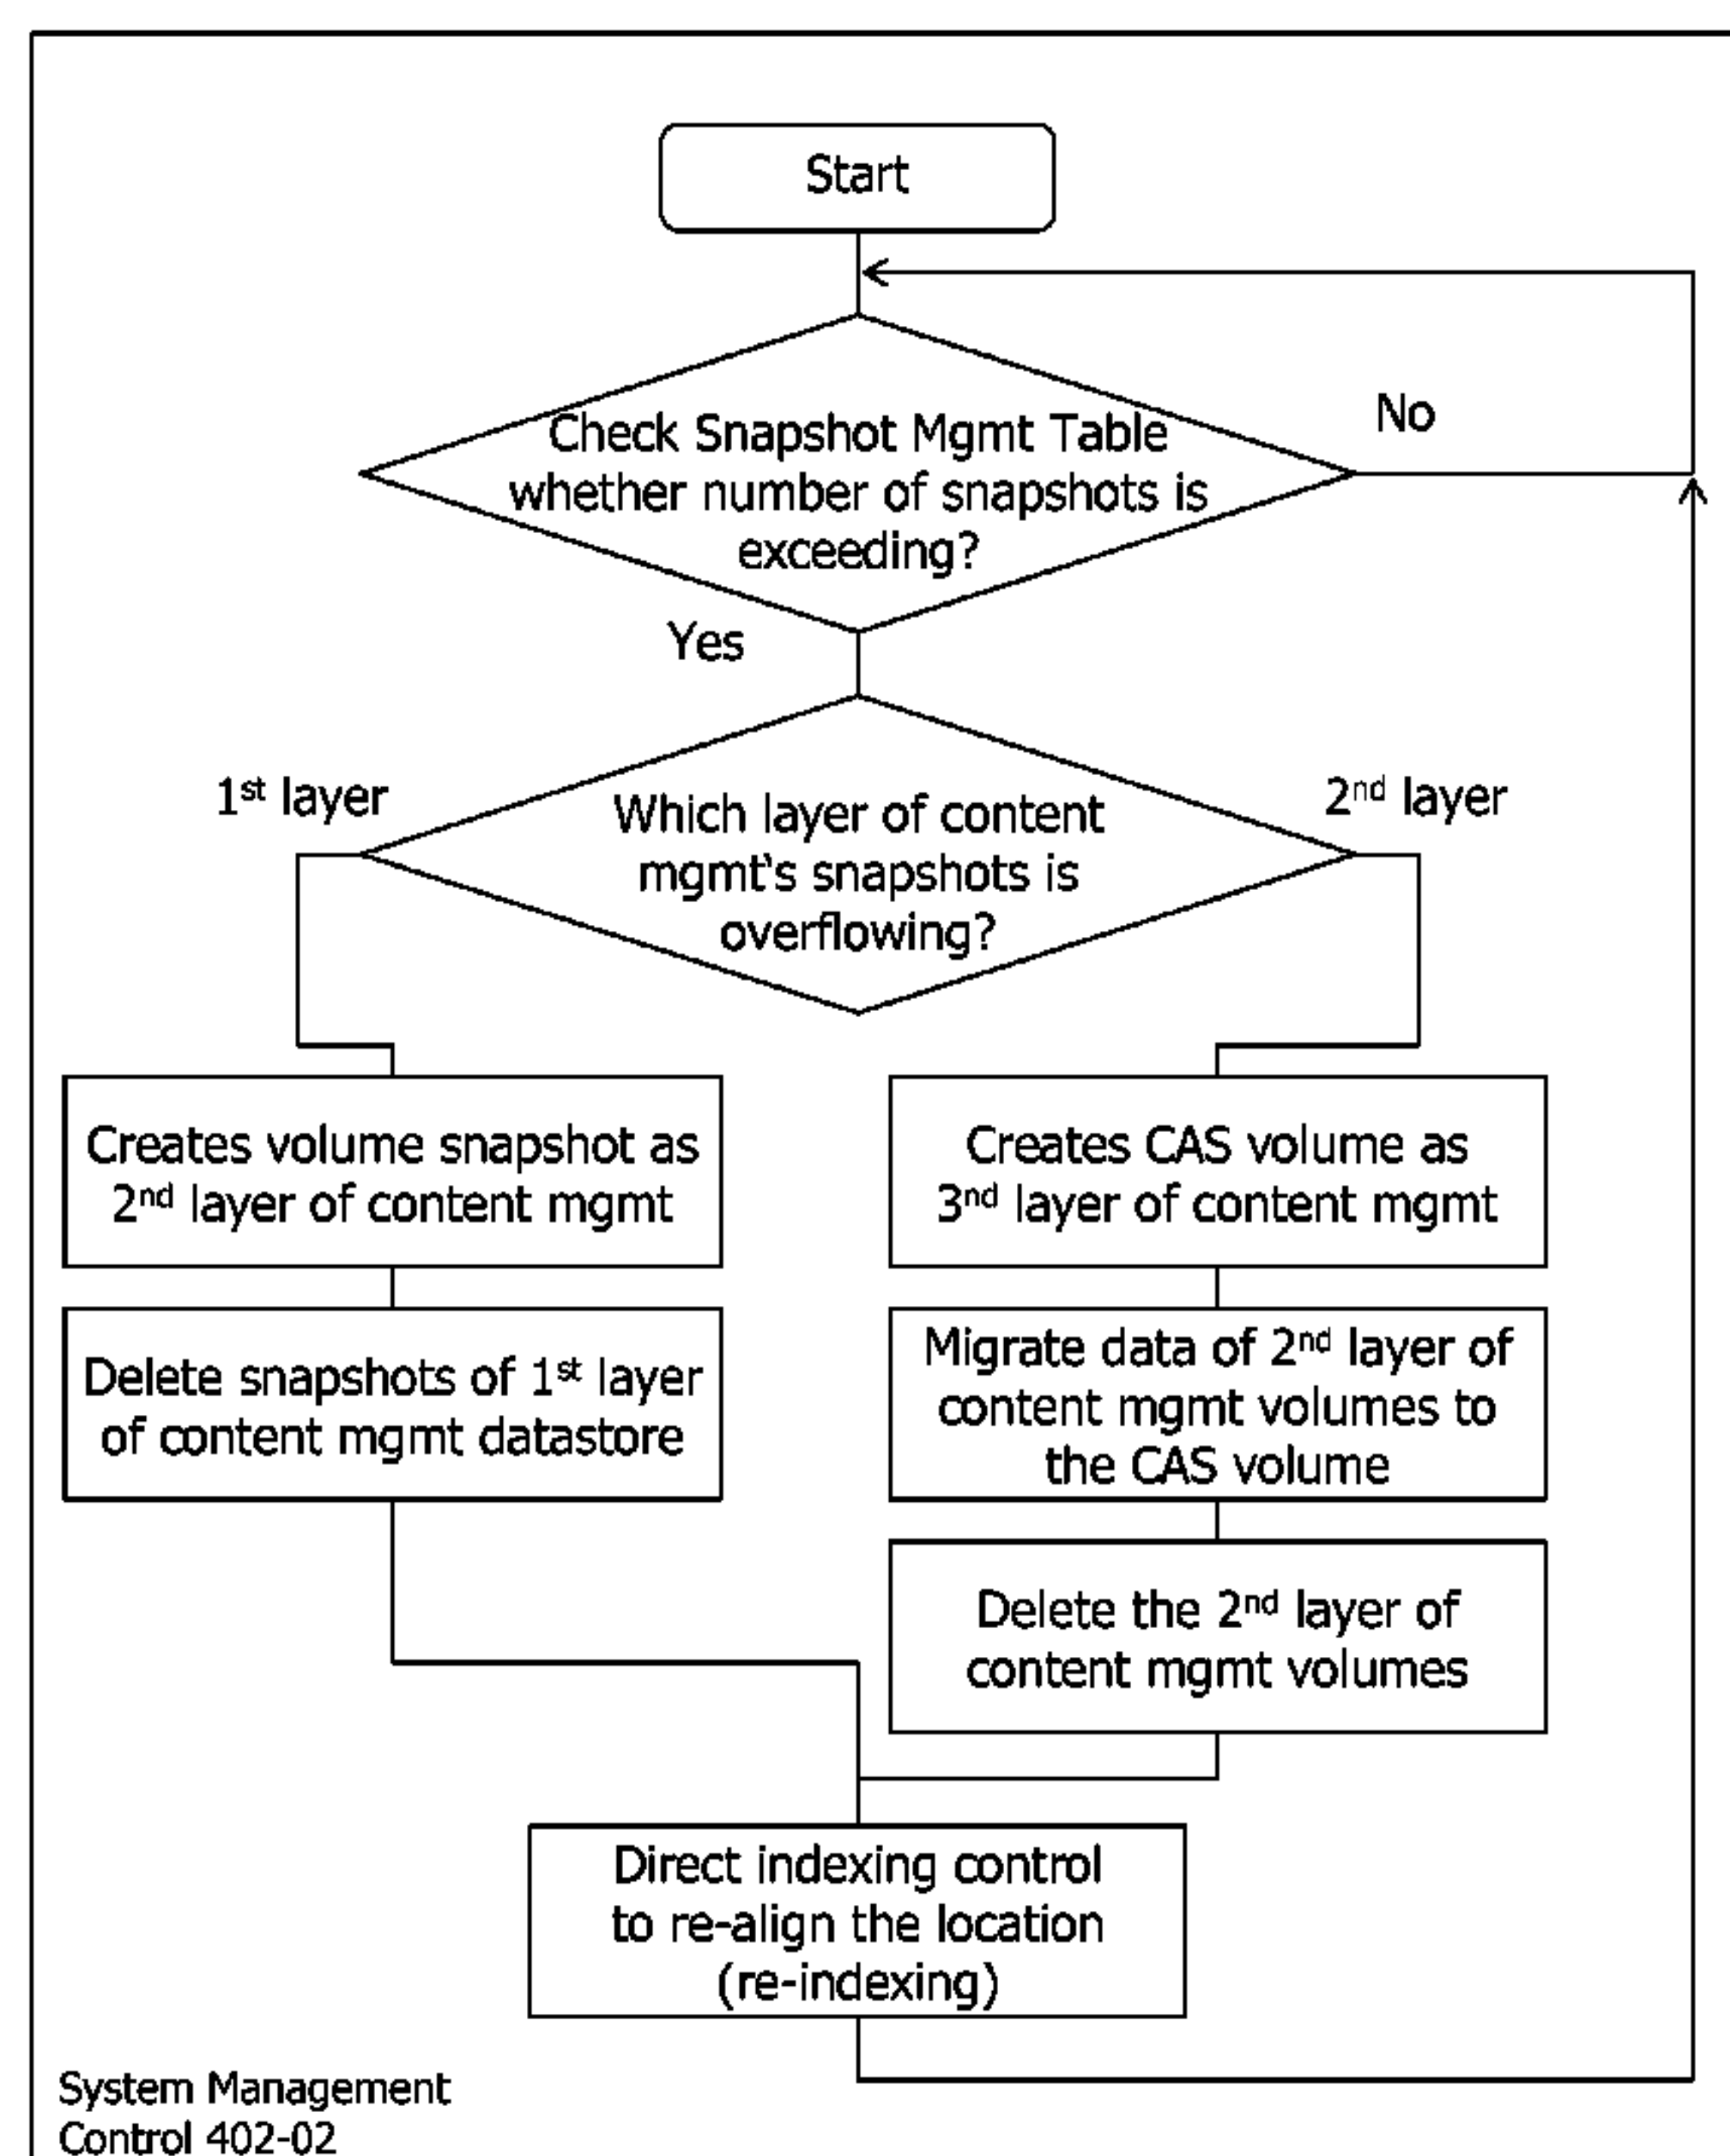 Start
Check Snapshot Mgmt Table
No
whether number of snapshots is
exceeding?
Yes
1st layer
2nd layer
Which layer of content
mgmt's snapshots is
overflowing?
Creates volume snapshot as
2nd layer of content mgmt
Creates CAS volume as
3nd layer of content mgmt
Delete snapshots of 1st layer
of content mgmt datastore
Migrate data of 2nd layer of
content mgmt volumes to
the CAS volume
Delete the 2nd layer of
content mgmt volumes
Direct indexing control
to re-align the location
(re-indexing)
System Management
Control 402-02